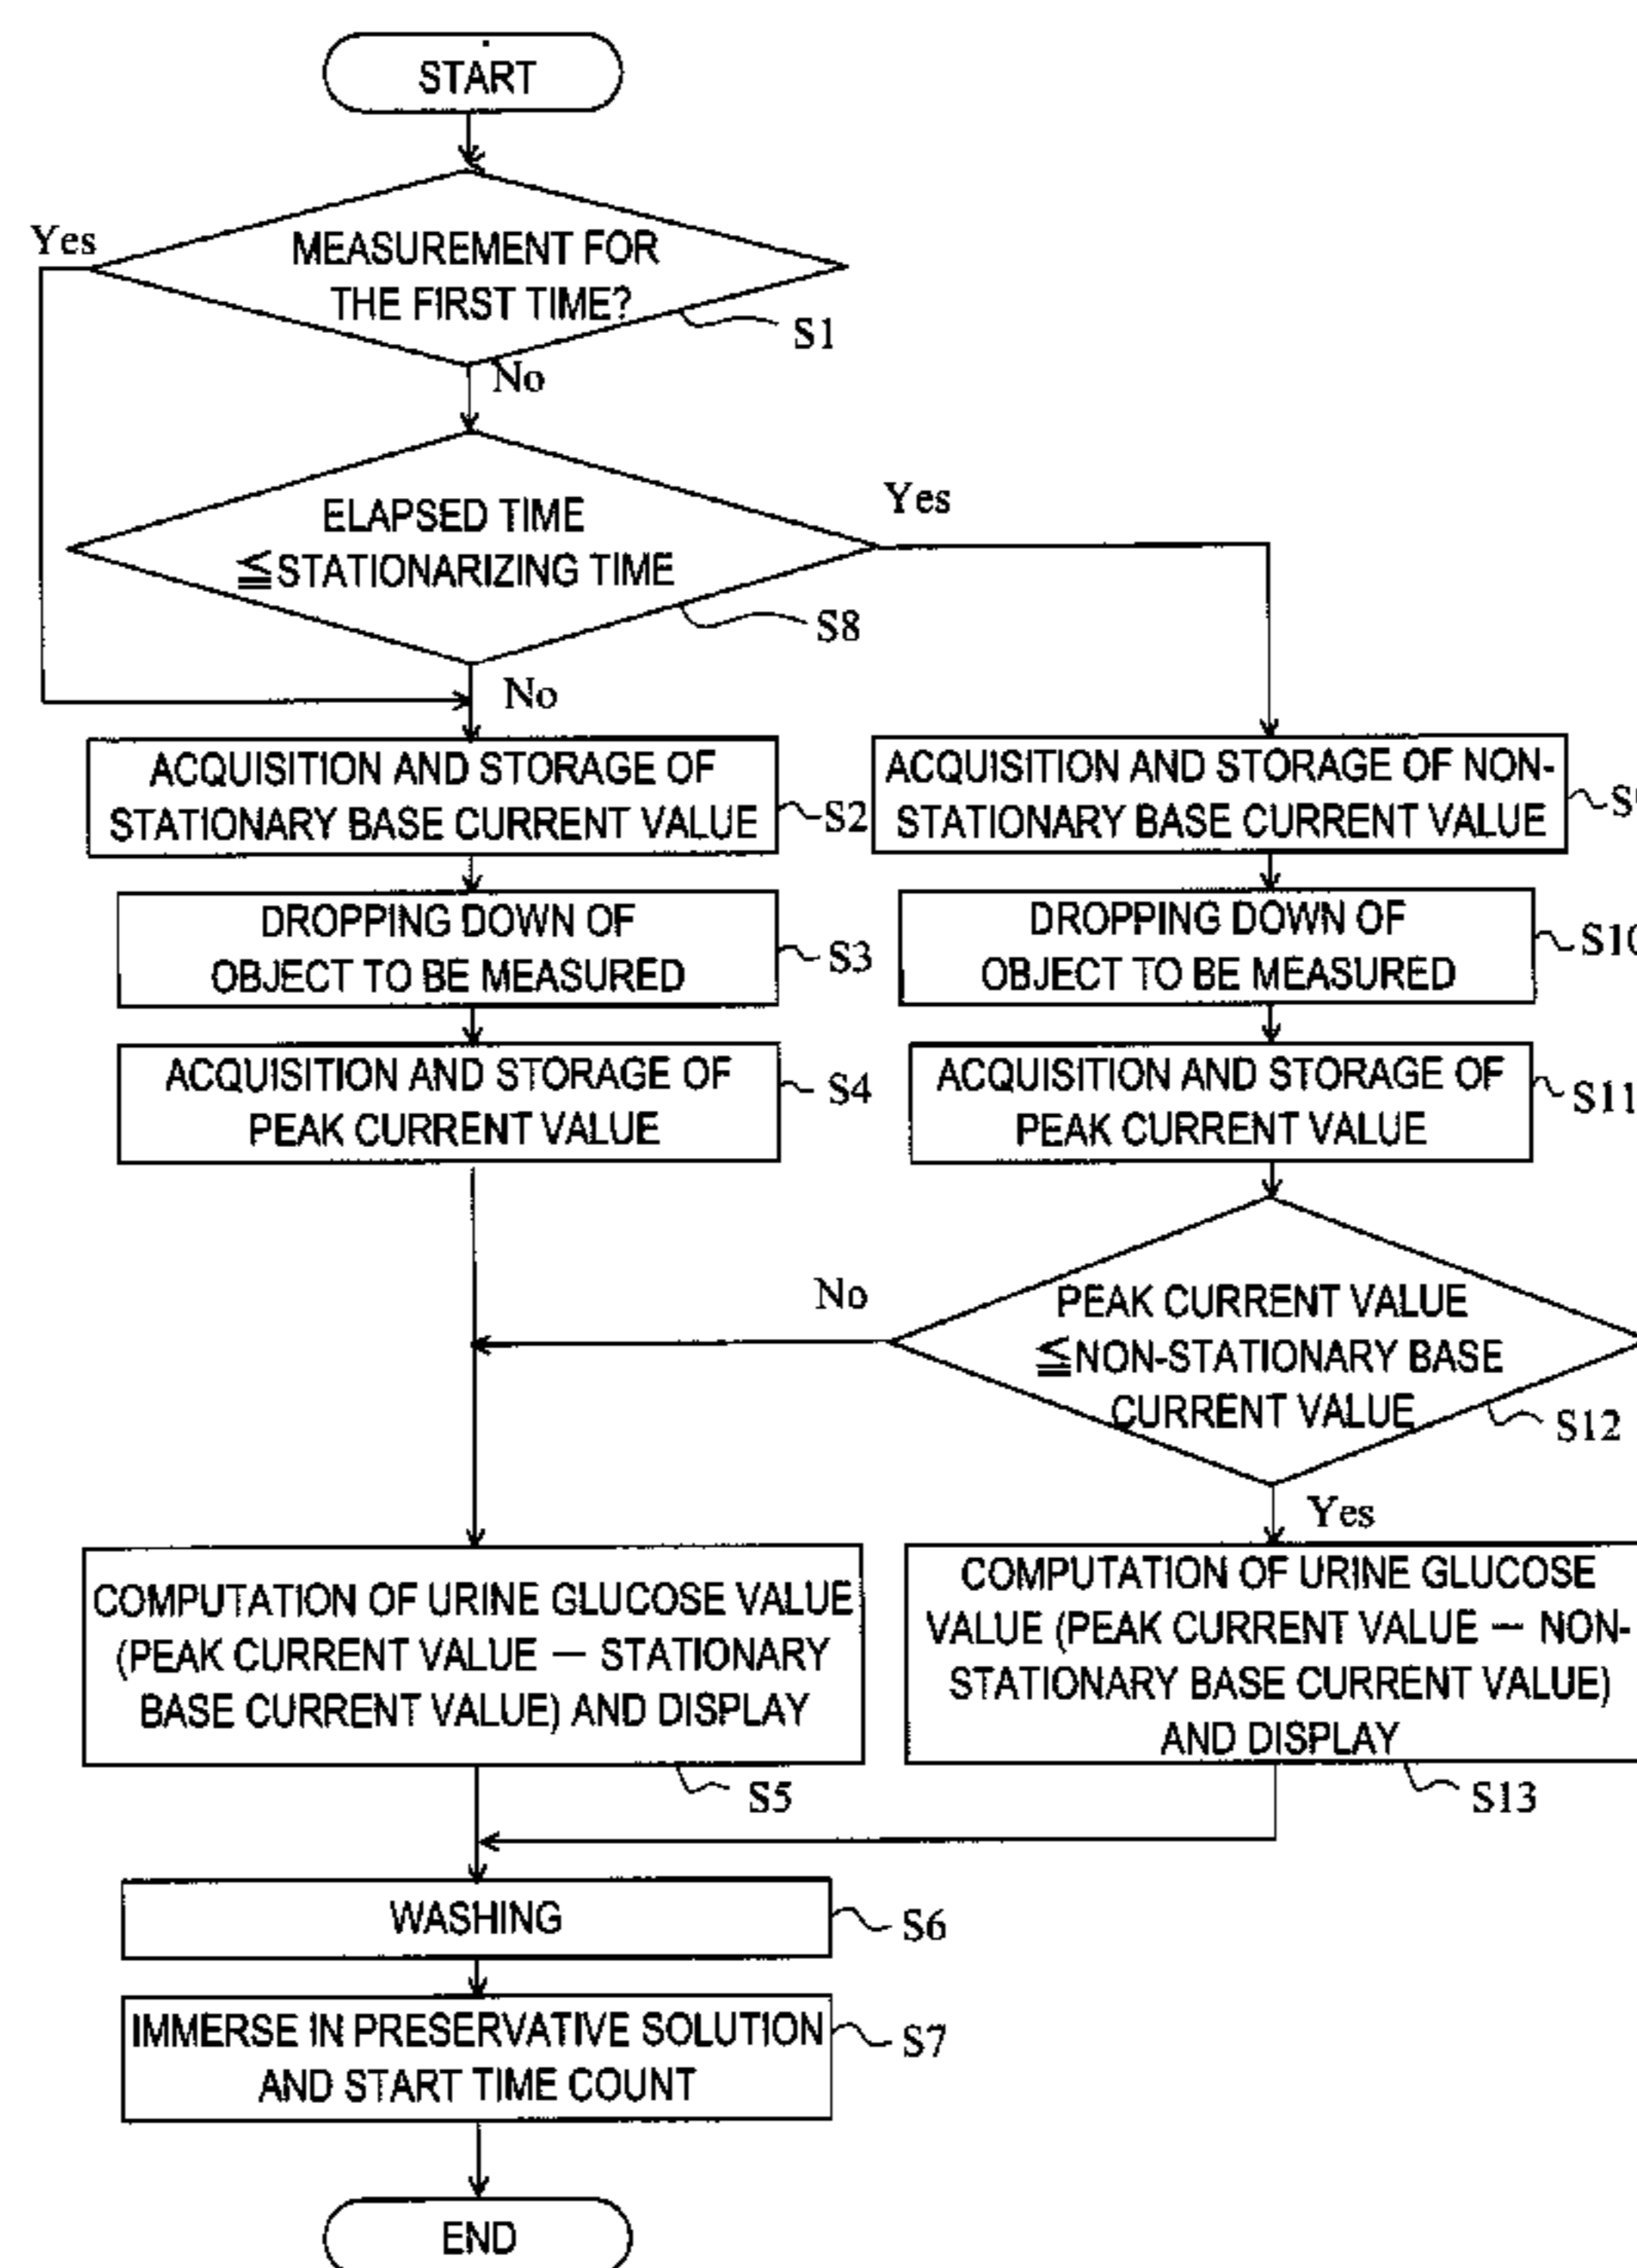 START
Yes
MEASUREMENT FOR
THE FIRST TIME?
S1
No
ELAPSED TIME
≦STATIONARIZING TIME
Yes
S8
No
ACQUISITION AND STORAGE OF
STATIONARY BASE CURRENT VALUE
S2
ACQUISITION AND STORAGE OF NON-
STATIONARY BASE CURRENT VALUE
DROPPING DOWN OF
OBJECT TO BE MEASURED
S3
DROPPING DOWN OF
OBJECT TO BE MEASURED
S10
ACQUISITION AND STORAGE OF
PEAK CURRENT VALUE
S4
ACQUISITION AND STORAGE OF
PEAK CURRENT VALUE
S11
No
PEAK CURRENT VALUE
≦NON-STATIONARY BASE
CURRENT VALUE
S12
Yes
COMPUTATION OF URINE GLUCOSE VALUE
(PEAK CURRENT VALUE — STATIONARY
BASE CURRENT VALUE) AND DISPLAY
S5
COMPUTATION OF URINE GLUCOSE
VALUE (PEAK CURRENT VALUE — NON-
STATIONARY BASE CURRENT VALUE)
AND DISPLAY
S13
WASHING
S6
IMMERSE IN PRESERVATIVE SOLUTION
AND START TIME COUNT
S7
END